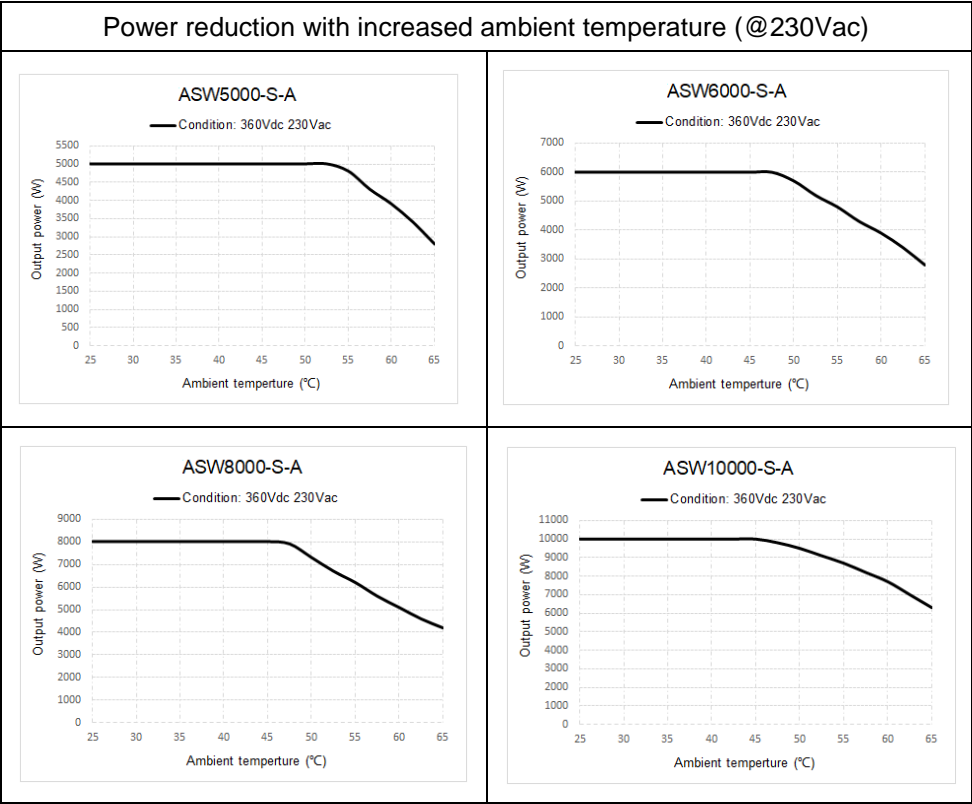 Power reduction with increased ambient temperature (@230Vac)
ASW5000-S-A
Condition: 360Vdc 230Vac
5500
5000
4500
4000
3500
3000
2500
2000
1500
1000
500
0
Output power (W)
25 30 35 40 45 50 55 60 65
Ambient temperture (℃)
ASW6000-S-A
Condition: 360Vdc 230Vac
7000
6000
5000
4000
3000
2000
1000
0
Output power (W)
25 30 35 40 45 50 55 60 65
Ambient temperture (℃)
ASW8000-S-A
Condition: 360Vdc 230Vac
9000
8000
7000
6000
5000
4000
3000
2000
1000
0
Output power (W)
25 30 35 40 45 50 55 60 65
Ambient temperture (℃)
ASW10000-S-A
Condition: 360Vdc 230Vac
11000
10000
9000
8000
7000
6000
5000
4000
3000
2000
1000
0
Output power (W)
25 30 35 40 45 50 55 60 65
Ambient temperture (℃)